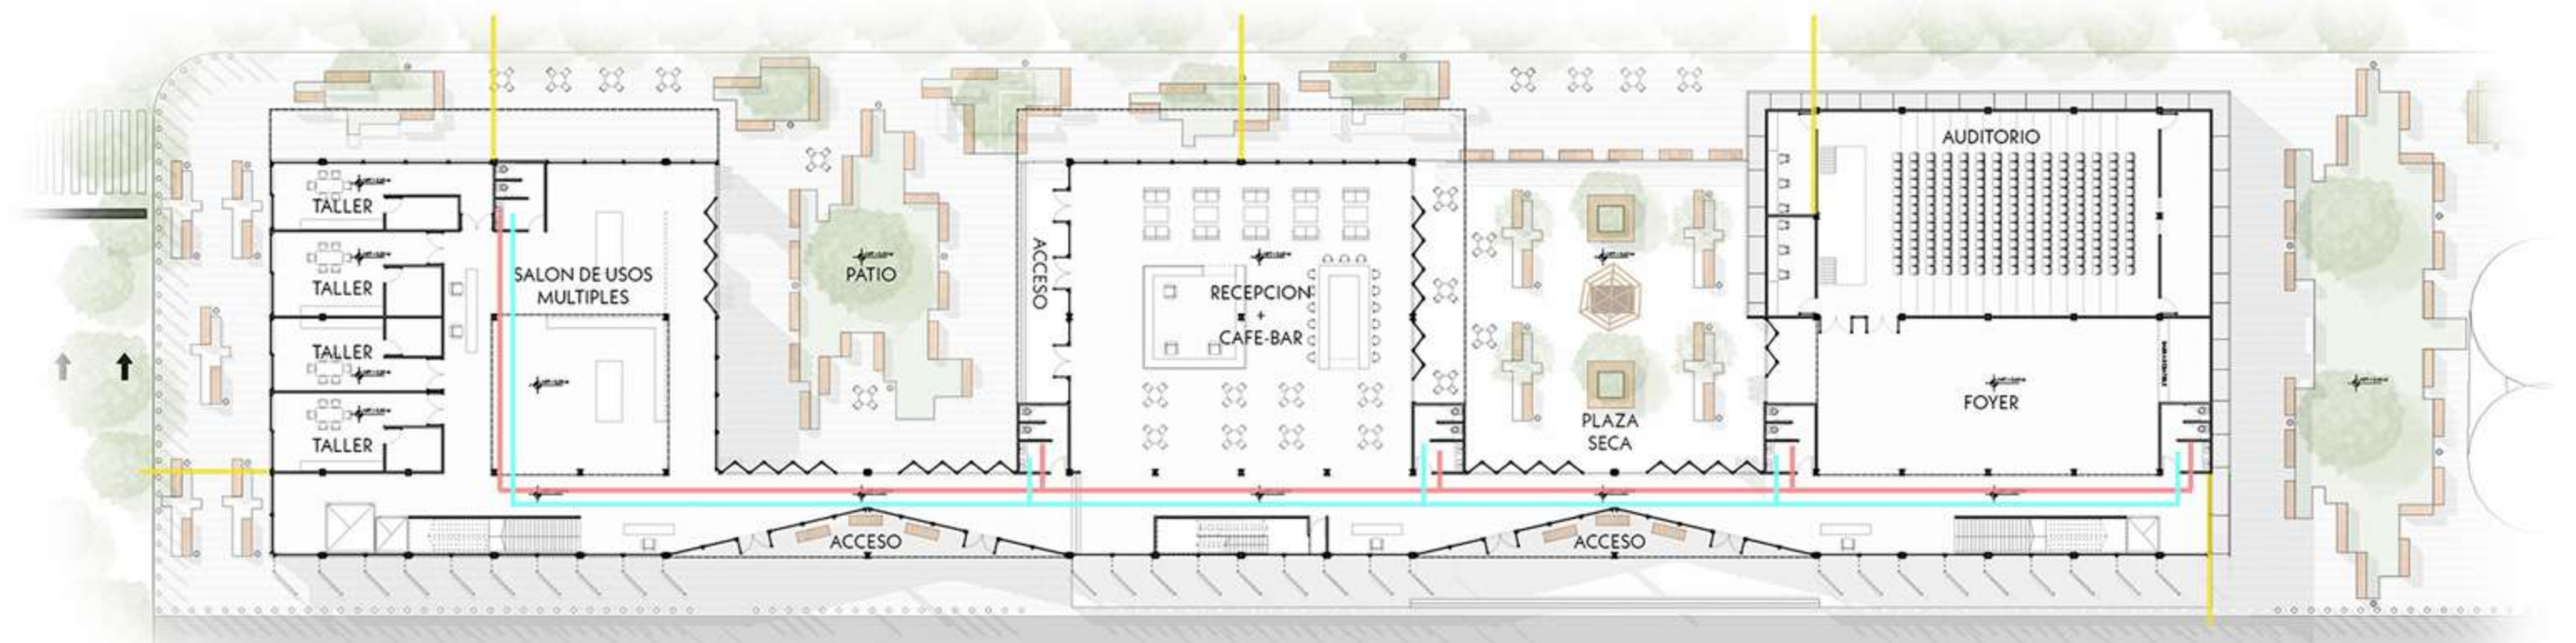 AUDITORIO
TALLER
TALLER
SALON DE USOS
MULTIPLES
PATIO
ACCESO
RECEPCION
+
CAFE-BAR
TALLER
TALLER
PLAZA
SECA
FOYER
ACCESO
ACCESO